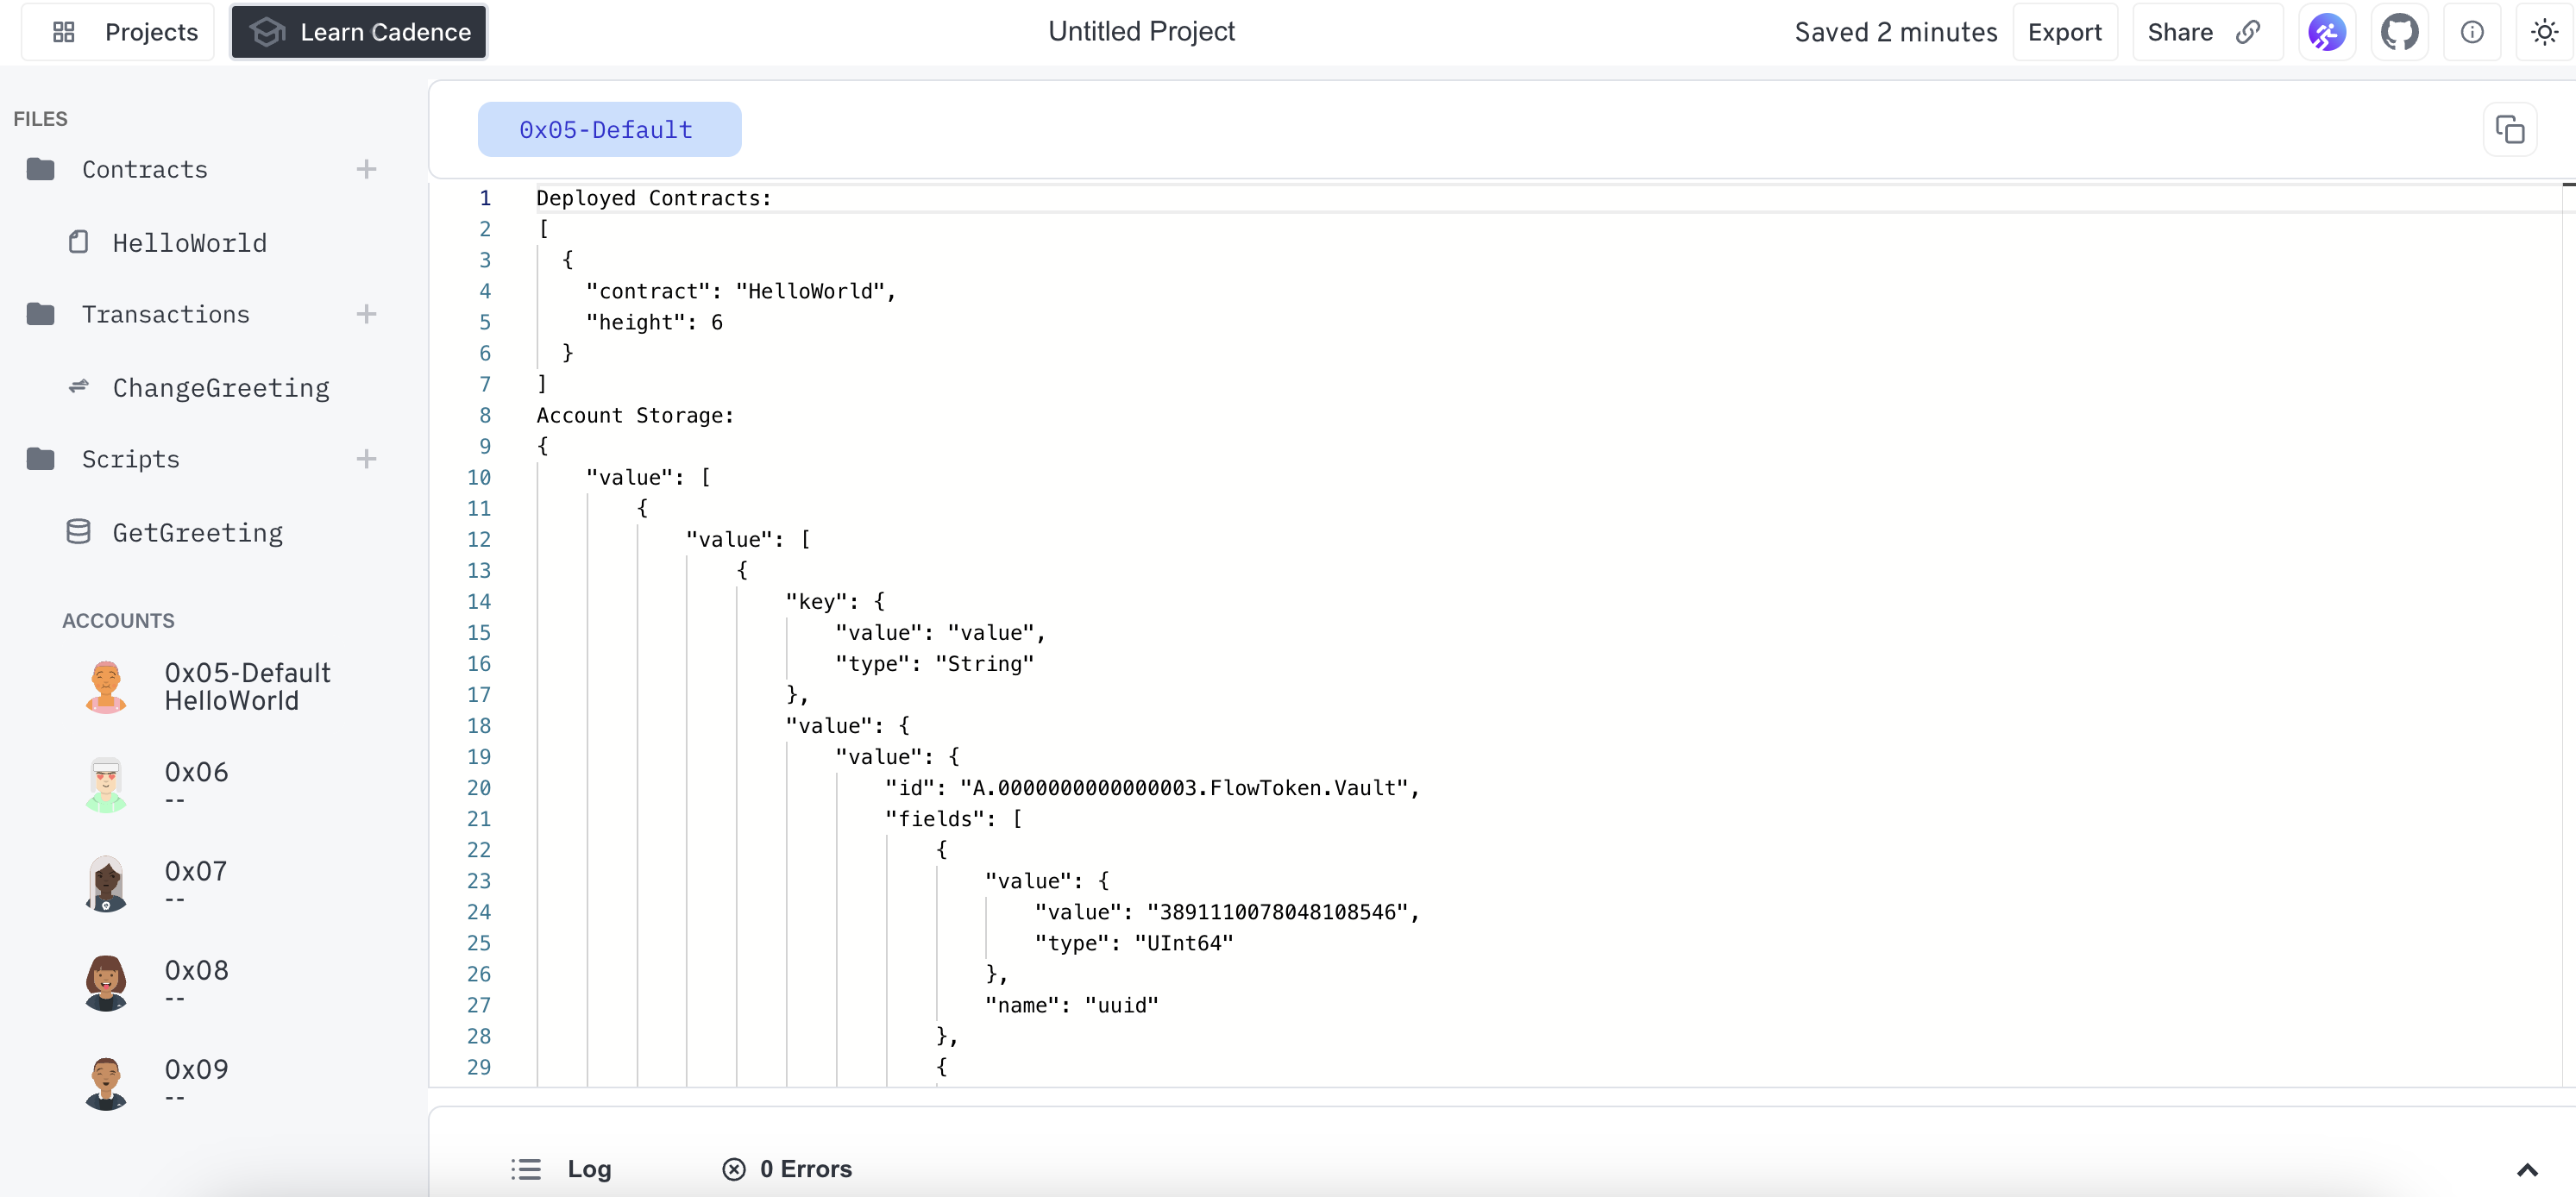 Projects
Learn Cadence
Untitled Project
Saved 2 minutes
Export
Share
FILES
Contracts
HelloWorld
Transactions
ChangeGreeting
Scripts
GetGreeting
ACCOUNTS
0x05-Default
HelloWorld
0x06
--
0x07
--
0x08
--
0x09
--
0x05-Default
1 Deployed Contracts:
2 [
3 {
4 "contract": "HelloWorld",
5 "height": 6
6 }
7 ]
8 Account Storage:
9 {
10 "value": [
11 {
12 "value": [
13 {
14 "key": {
15 "value": "value",
16 "type": "String"
17 },
18 "value": {
19 "value": {
20 "id": "A.0000000000000003.FlowToken.Vault",
21 "fields": [
22 {
23 "value": {
24 "value": "3891110078048108546",
25 "type": "UInt64"
26 },
27 "name": "uuid"
28 },
29 {
Log
0 Errors